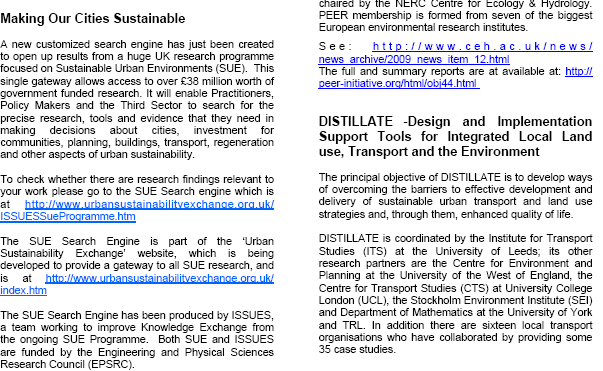 Making Our Cities Sustainable
A new customized search engine has just been created
to open up results from a huge UK research programme
focused on Sustainable Urban Environments (SUE). This
single gateway allows access to over £38 million worth of
government funded research. It will enable Practitioners,
Policy Makers and the Third Sector to search for the
precise research, tools and evidence that they need in
making decisions about cities, investment for
communities, planning, buildings, transport, regeneration
and other aspects of urban sustainability.
To check whether there are research findings relevant to
your work please go to the SUE Search engine which is
at http://www.urbansustainabilityexchange.org.uk/
ISSUESSueProgramme.htm
The SUE Search Engine is part of the ‘Urban
Sustainability Exchange’ website, which is being
developed to provide a gateway to all SUE research, and
is at http://www.urbansustainabilityexchange.org.uk/
index.htm
The SUE Search Engine has been produced by ISSUES,
a team working to improve Knowledge Exchange from
the ongoing SUE Programme. Both SUE and ISSUES
are funded by the Engineering and Physical Sciences
Research Council (EPSRC).
chaired by the NERC Centre for Ecology & Hydrology.
PEER membership is formed from seven of the biggest
European environmental research institutes.
See: http://www.ceh.ac.uk/news/
news_archive/2009_news_item_12.html
The full and summary reports are at available at: http://
peer-initiative.org/html/obj44.html
DISTILLATE -Design and Implementation
Support Tools for Integrated Local Land
use, Transport and the Environment
The principal objective of DISTILLATE is to develop ways
of overcoming the barriers to effective development and
delivery of sustainable urban transport and land use
strategies and, through them, enhanced quality of life.
DISTILLATE is coordinated by the Institute for Transport
Studies (ITS) at the University of Leeds; its other
research partners are the Centre for Environment and
Planning at the University of the West of England, the
Centre for Transport Studies (CTS) at University College
London (UCL), the Stockholm Environment Institute (SEI)
and Department of Mathematics at the University of York
and TRL. In addition there are sixteen local transport
organisations who have collaborated by providing some
35 case studies.